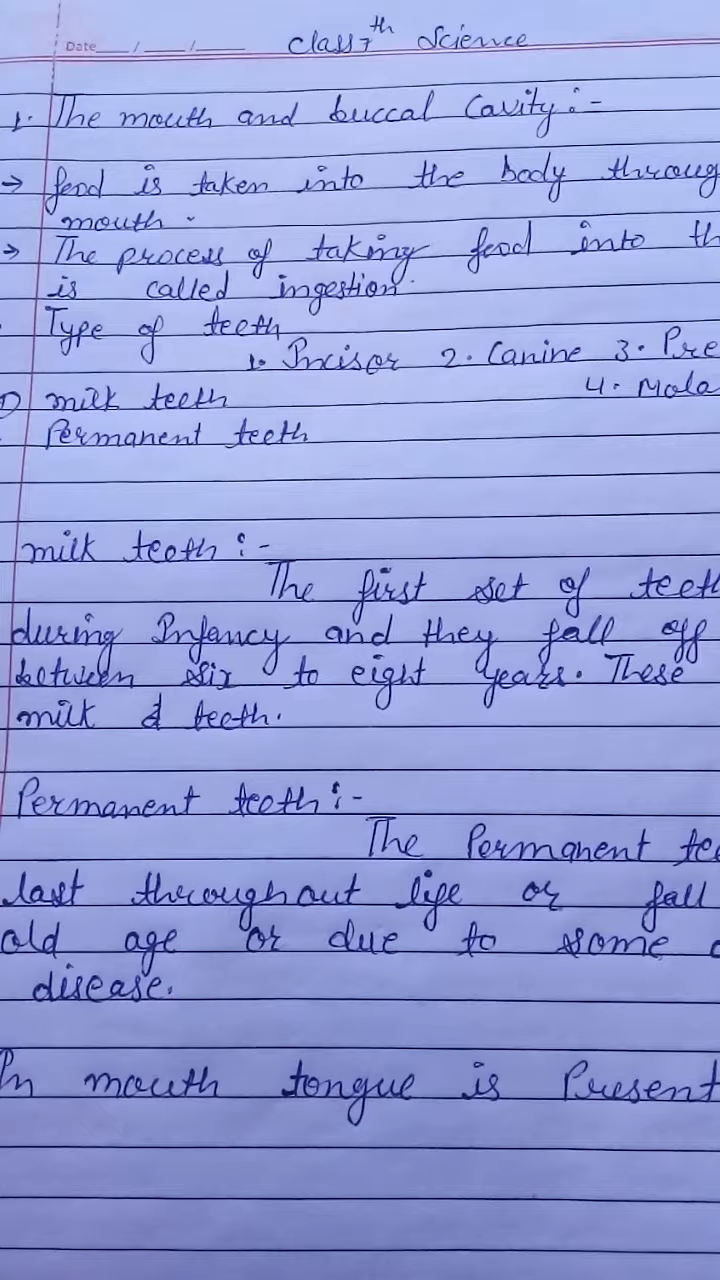 Date___/___/___ Class 7th Science
1. The mouth and buccal Cavity :-
→ food is taken into the body throug
mouth.
→ The process of taking food into th
is called ingestion.
Type of teeth
1. Incisor 2. Canine 3. Pre
4. Mola
milk teeth
Permanent teeth
milk teeth :-
The first set of teeth
during Infancy and they fall off
between six to eight years. These
milk teeth.
Permanent teeth :-
The Permanent te
last throughout life or fall
old age or due to some
disease.
In mouth tongue is Present